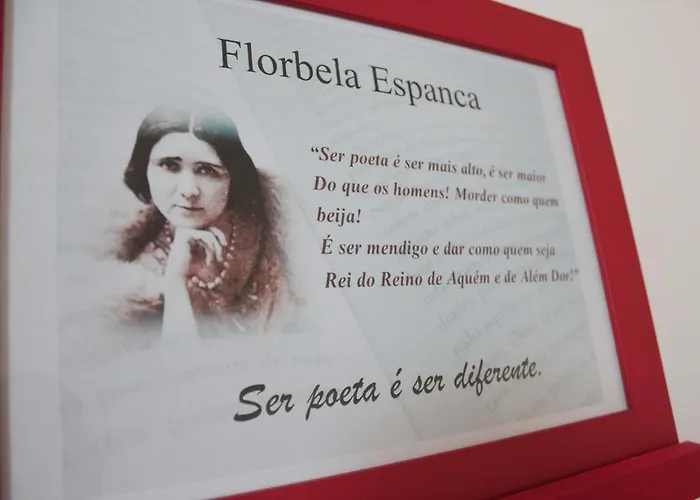 Florbela Espanca
“Ser poeta é ser mais alto, é ser maior
Do que os homens! Morder como quem
beija!
É ser mendigo e dar como quem seja
Rei do Reino de Aquém e de Além Dor!”
Ser poeta é ser diferente.